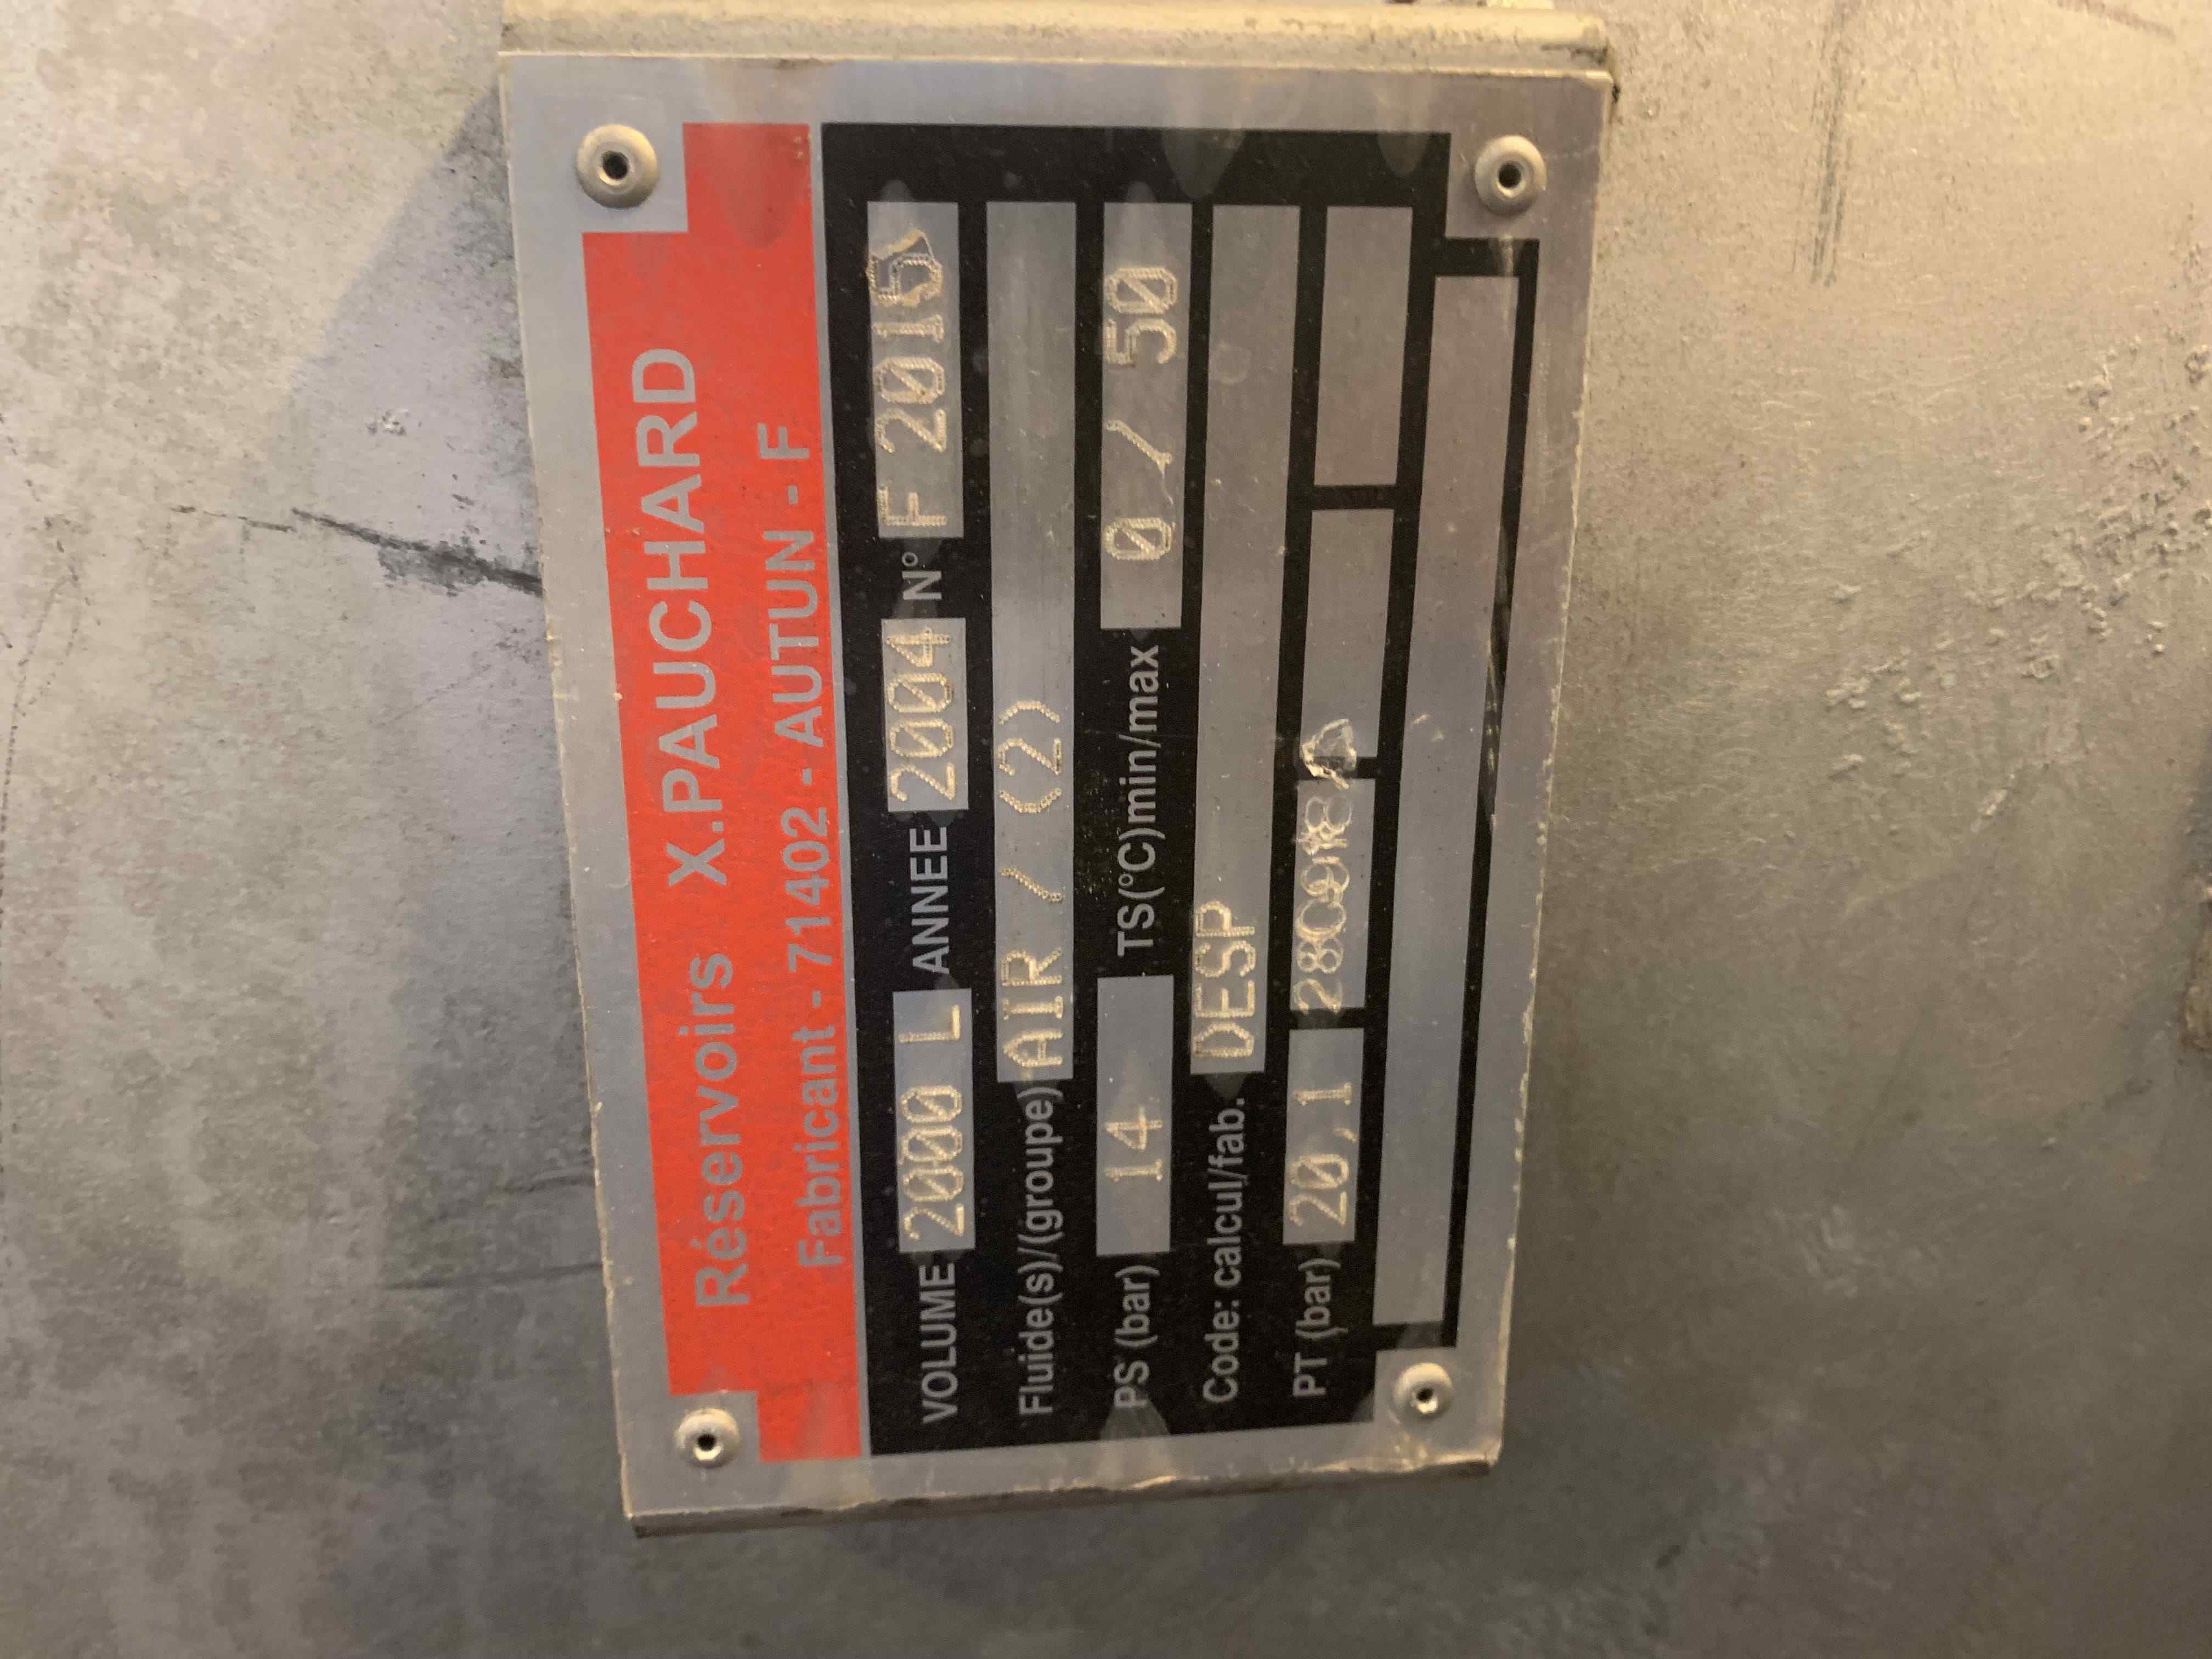 Réservoirs X.PAUCHARD
Fabricant - 71402 - AUTUN - F
VOLUME 2000 L ANNEE 2004 N° F 2015
Fluide(s)/(groupe) AIR / (2)
PS (bar) 14 TS(°C)min/max 0 / 50
Code: calcul/fab. DESP
PT (bar) 20,1